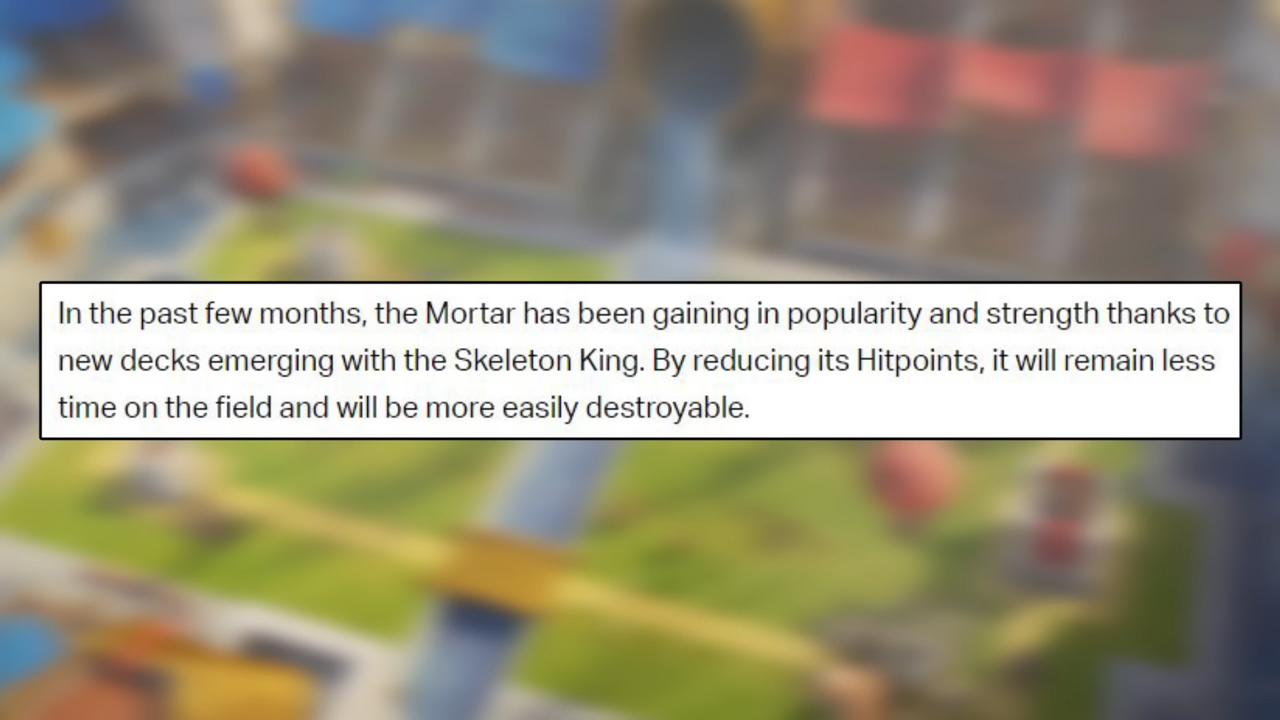 In the past few months, the Mortar has been gaining in popularity and strength thanks to
new decks emerging with the Skeleton King. By reducing its Hitpoints, it will remain less
time on the field and will be more easily destroyable.